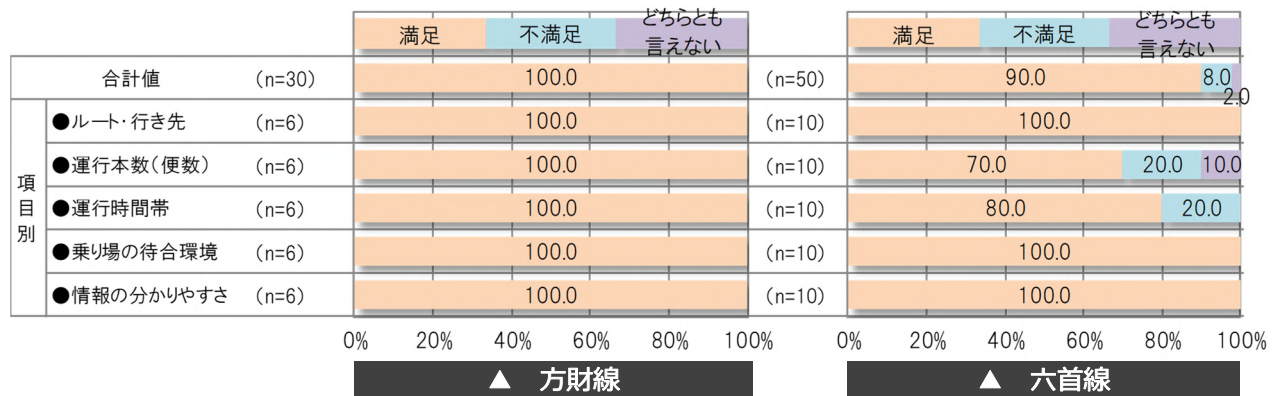 満足 不満足 どちらとも言えない 満足 不満足 どちらとも言えない
合計値 (n=30) 100.0 (n=50) 90.0 8.0 2.0
項目別
●ルート・行き先 (n=6) 100.0 (n=10) 100.0
●運行本数(便数) (n=6) 100.0 (n=10) 70.0 20.0 10.0
●運行時間帯 (n=6) 100.0 (n=10) 80.0 20.0
●乗り場の待合環境 (n=6) 100.0 (n=10) 100.0
●情報の分かりやすさ (n=6) 100.0 (n=10) 100.0
0% 20% 40% 60% 80% 100% 0% 20% 40% 60% 80% 100%
▲ 方財線 ▲ 六首線